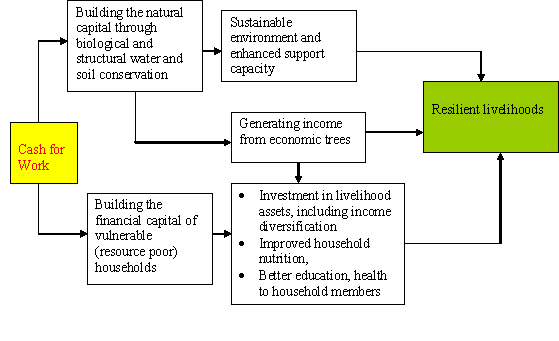 Building the natural
capital through
biological and
structural water and
soil conservation
Sustainable
environment and
enhanced support
capacity
Resilient livelihoods
Generating income
from economic trees
Cash for
Work
Building the
financial capital of
vulnerable
(resource poor)
households
• Investment in livelihood
assets, including income
diversification
• Improved household
nutrition,
• Better education, health
to household members